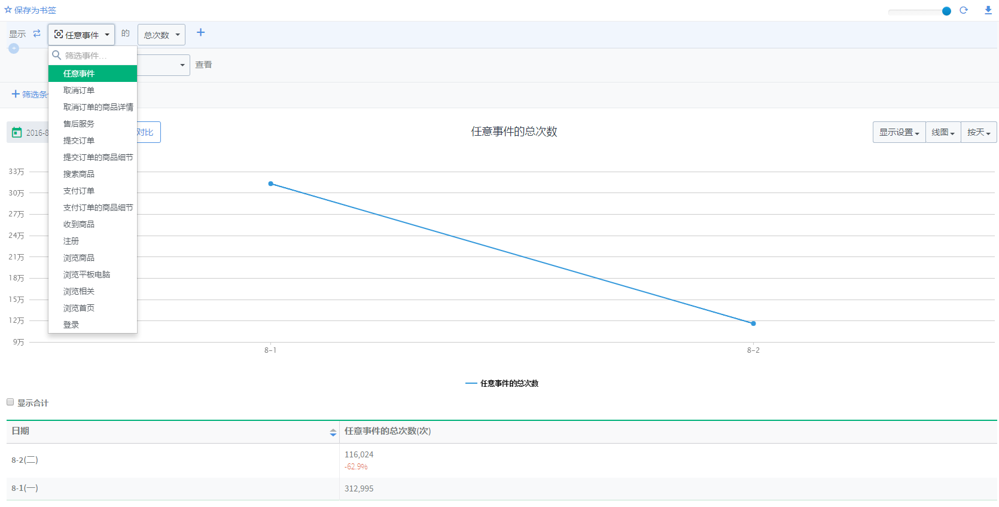 保存为书签
显示 任意事件 的 总次数
筛选事件...
查看
任意事件
取消订单
取消订单的商品详情
售后服务
提交订单
提交订单的商品细节
搜索商品
支付订单
支付订单的商品细节
收到商品
注册
浏览商品
浏览平板电脑
浏览相关
浏览首页
登录
筛选条
2016-8
对比
任意事件的总次数
显示设置 线图 按天
33万
30万
27万
24万
21万
18万
15万
12万
9万
8-1 8-2
任意事件的总次数
显示合计
日期 任意事件的总次数(次)
8-2(二) 116,024
-62.9%
8-1(一) 312,995